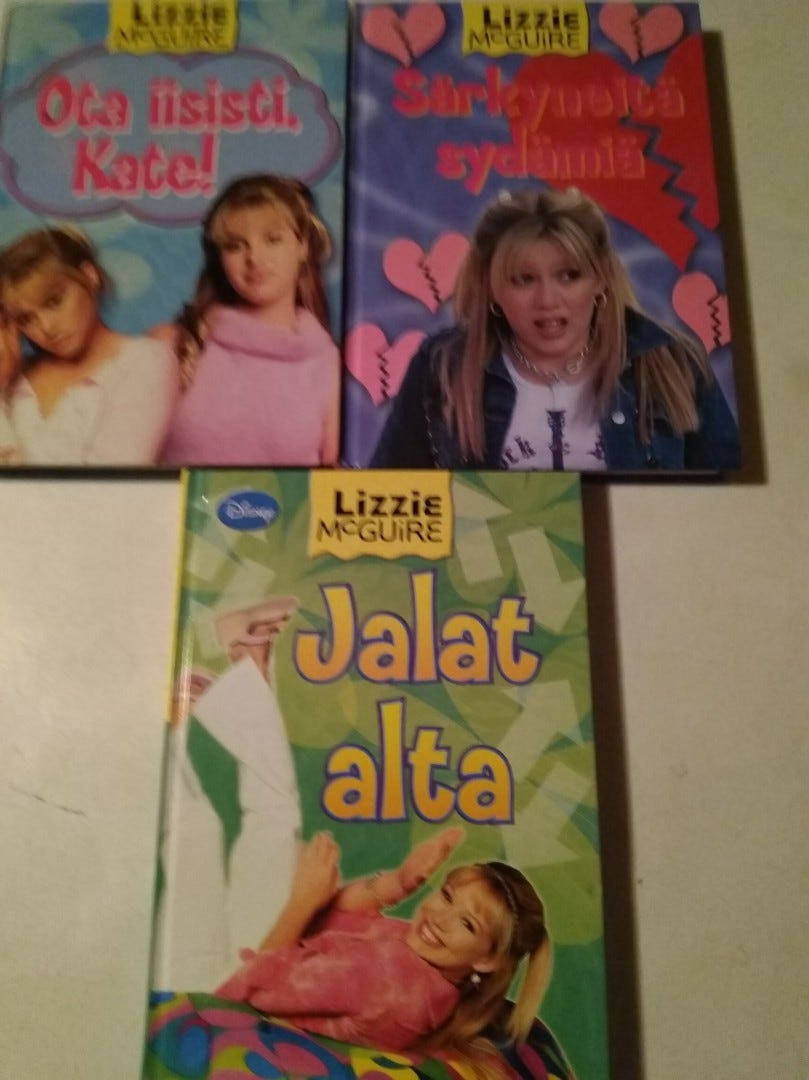 LIZZIE
McGUIRE
Ota iisisti,
Kate!
LIZZIE
McGUIRE
Särkyneitä
sydämiä
Disney
LIZZIE
McGUIRE
Jalat
alta